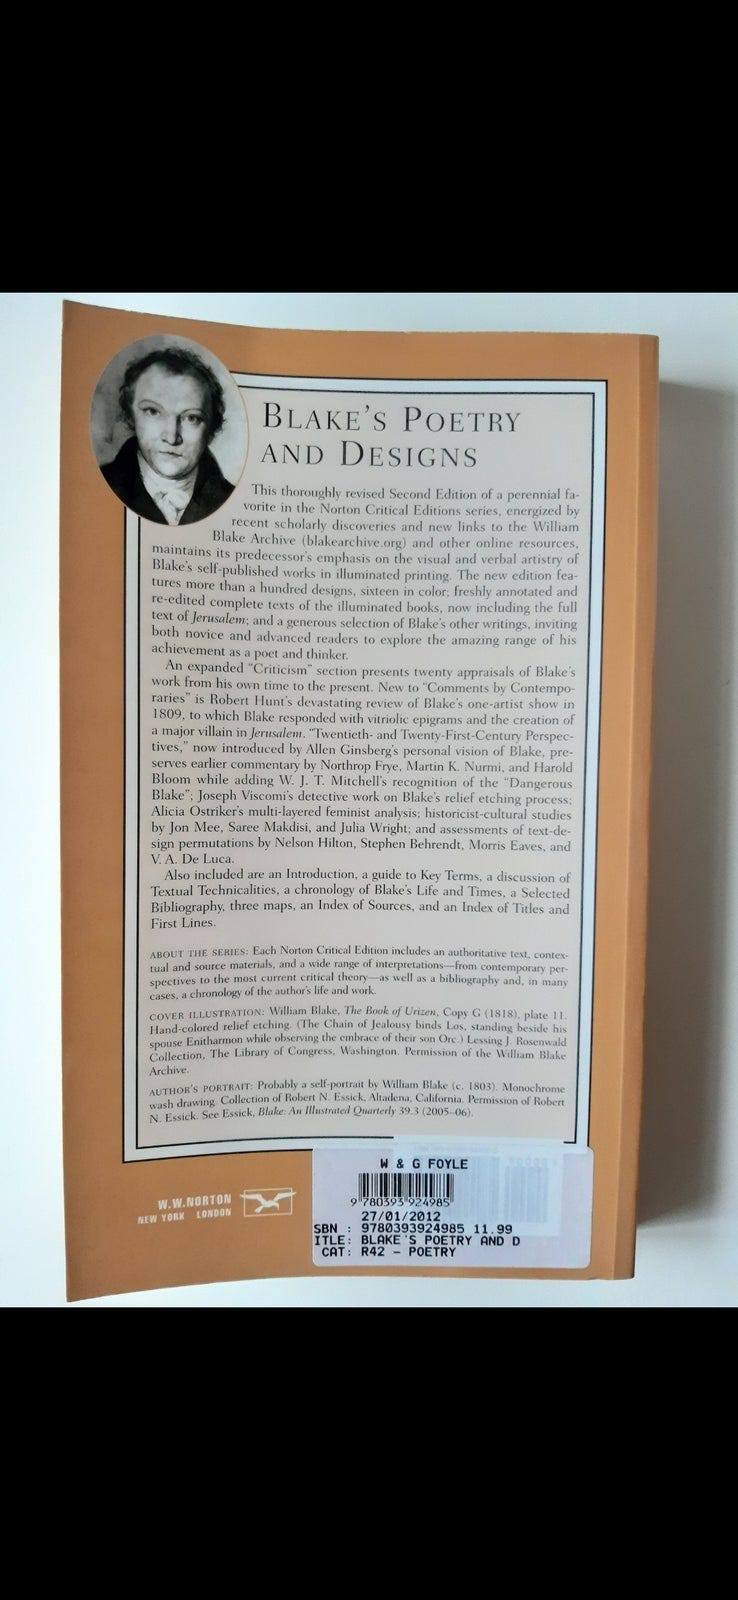 BLAKE'S POETRY
AND DESIGNS
This thoroughly revised Second Edition of a perennial fa-
vorite in the Norton Critical Editions series, energized by
recent scholarly discoveries and new links to the William
Blake Archive (blakearchive.org) and other online resources,
maintains its predecessor's emphasis on the visual and verbal artistry of
Blake's self-published works in illuminated printing. The new edition fea-
tures more than a hundred designs, sixteen in color; freshly annotated and
re-edited complete texts of the illuminated books, now including the full
text of Jerusalem; and a generous selection of Blake's other writings, inviting
both novice and advanced readers to explore the amazing range of his
achievement as a poet and thinker.
An expanded "Criticism" section presents twenty appraisals of Blake's
work from his own time to the present. New to "Comments by Contempo-
raries" is Robert Hunt's devastating review of Blake's one-artist show in
1809, to which Blake responded with vitriolic epigrams and the creation of
a major villain in Jerusalem. "Twentieth- and Twenty-First-Century Perspec-
tives," now introduced by Allen Ginsberg's personal vision of Blake, pre-
serves earlier commentary by Northrop Frye, Martin K. Nurmi, and Harold
Bloom while adding W. J. T. Mitchell's recognition of the "Dangerous
Blake"; Joseph Viscomi's detective work on Blake's relief etching process;
Alicia Ostriker's multi-layered feminist analysis; historicist-cultural studies
by Jon Mee, Saree Makdisi, and Julia Wright; and assessments of text-de-
sign permutations by Nelson Hilton, Stephen Behrendt, Morris Eaves, and
V. A. De Luca.
Also included are an Introduction, a guide to Key Terms, a discussion of
Textual Technicalities, a chronology of Blake's Life and Times, a Selected
Bibliography, three maps, an Index of Sources, and an Index of Titles and
First Lines.
ABOUT THE SERIES: Each Norton Critical Edition includes an authoritative text, contex-
tual and source materials, and a wide range of interpretations—from contemporary per-
spectives to the most current critical theory—as well as a bibliography and, in many
cases, a chronology of the author's life and work.
COVER ILLUSTRATION: William Blake, The Book of Urizen, Copy G (1818), plate 11.
Hand-colored relief etching. (The Chain of Jealousy binds Los, standing beside his
spouse Enitharmon while observing the embrace of their son Orc.) Lessing J. Rosenwald
Collection, The Library of Congress, Washington. Permission of the William Blake
Archive.
AUTHOR'S PORTRAIT: Probably a self-portrait by William Blake (c. 1803). Monochrome
wash drawing. Collection of Robert N. Essick, Altadena, California. Permission of Robert
N. Essick. See Essick, Blake: An Illustrated Quarterly 39.3 (2005–06).
W.W.NORTON
NEW YORK LONDON
W & G FOYLE
9 780393 924985
27/01/2012
SBN : 9780393924985 11.99
ITLE: BLAKE'S POETRY AND D
CAT: R42 - POETRY